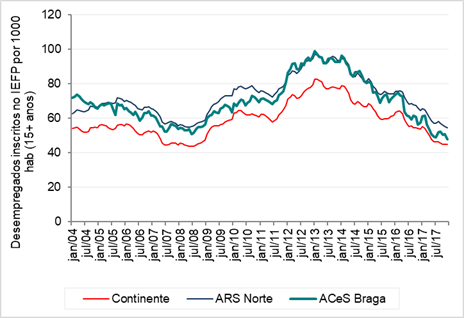 Desempregados inscritos no IEFP por 1000
hab (15+ anos)
120
100
80
60
40
20
0
jan/04
jul/04
jan/05
jul/05
jan/06
jul/06
jan/07
jul/07
jan/08
jul/08
jan/09
jul/09
jan/10
jul/10
jan/11
jul/11
jan/12
jul/12
jan/13
jul/13
jan/14
jul/14
jan/15
jul/15
jan/16
jul/16
jan/17
jul/17
Continente
ARS Norte
ACeS Braga